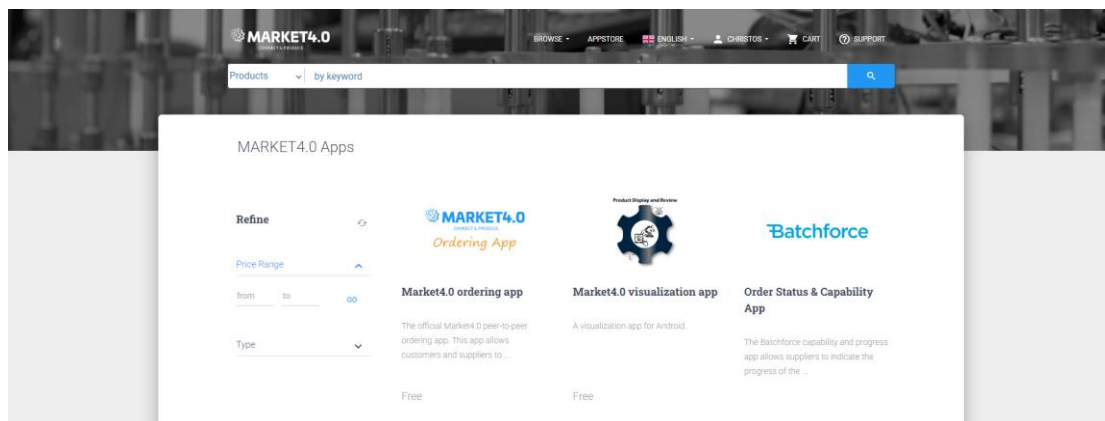 MARKET4.0
CONNECT & PRODUCE
BROWSE
APPSTORE
ENGLISH
CHRISTOS
CART
SUPPORT
Products
by keyword
MARKET4.0 Apps
Refine
Price Range
from to GO
Type
MARKET4.0
CONNECT & PRODUCE
Ordering App
Market4.0 ordering app
The official Market4.0 peer-to-peer
ordering app. This app allows
customers and suppliers to ...
Free
Product Display and Review
Market4.0 visualization app
A visualization app for Android.
Free
Batchforce
Order Status & Capability
App
The Batchforce capability and progress
app allows suppliers to indicate the
progress of the ...